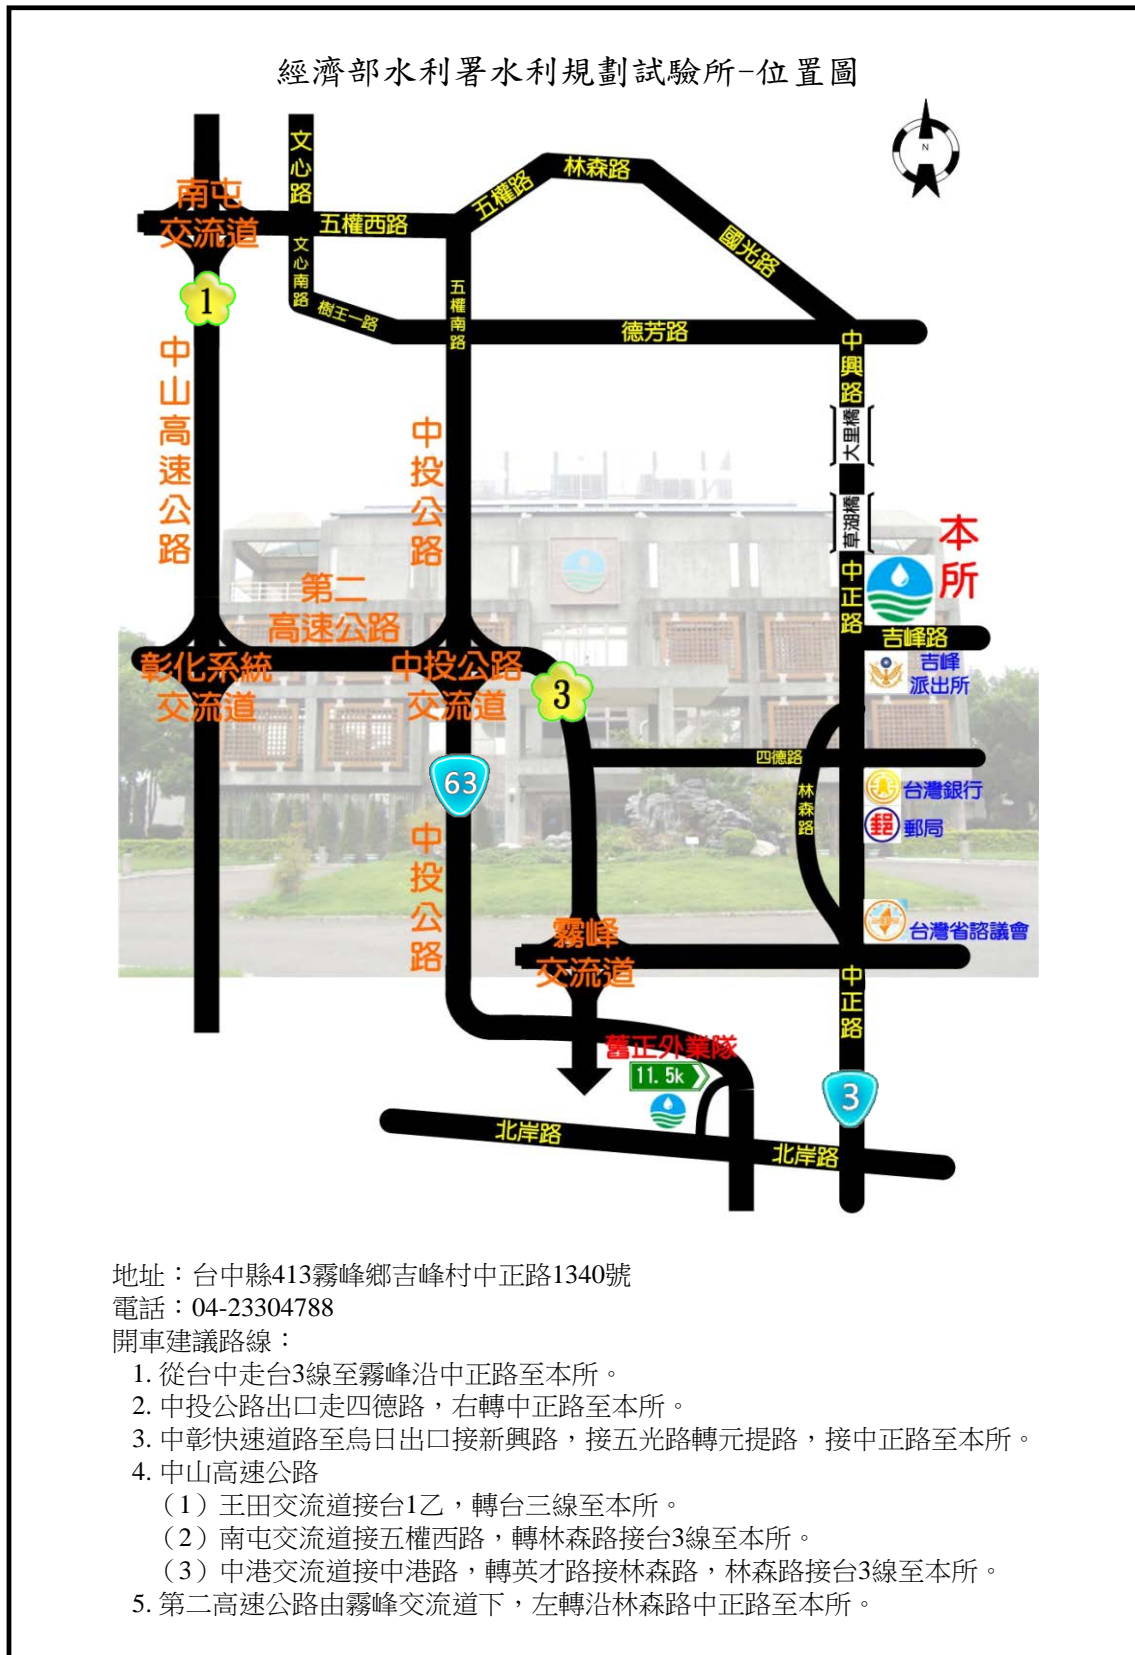 經濟部水利署水利規劃試驗所-位置圖
N
文心路
林森路
五權路
南屯
交流道
五權西路
國光路
文心南路
1
五權南路
樹王一路
德芳路
中興路
中山高速公路
大里橋
中投公路
草湖橋
本所
中正路
第二
高速公路
吉峰路
彰化系統
交流道
中投公路
交流道
3
吉峰
派出所
四德路
63
林森路
台灣銀行
郵
郵局
中投公路
台灣省諮議會
霧峰
交流道
中正路
舊正外業隊
11.5k
3
北岸路
北岸路
地址：台中縣413霧峰鄉吉峰村中正路1340號
電話：04-23304788
開車建議路線：
1. 從台中走台3線至霧峰沿中正路至本所。
2. 中投公路出口走四德路，右轉中正路至本所。
3. 中彰快速道路至烏日出口接新興路，接五光路轉元提路，接中正路至本所。
4. 中山高速公路
（1）王田交流道接台1乙，轉台三線至本所。
（2）南屯交流道接五權西路，轉林森路接台3線至本所。
（3）中港交流道接中港路，轉英才路接林森路，林森路接台3線至本所。
5. 第二高速公路由霧峰交流道下，左轉沿林森路中正路至本所。